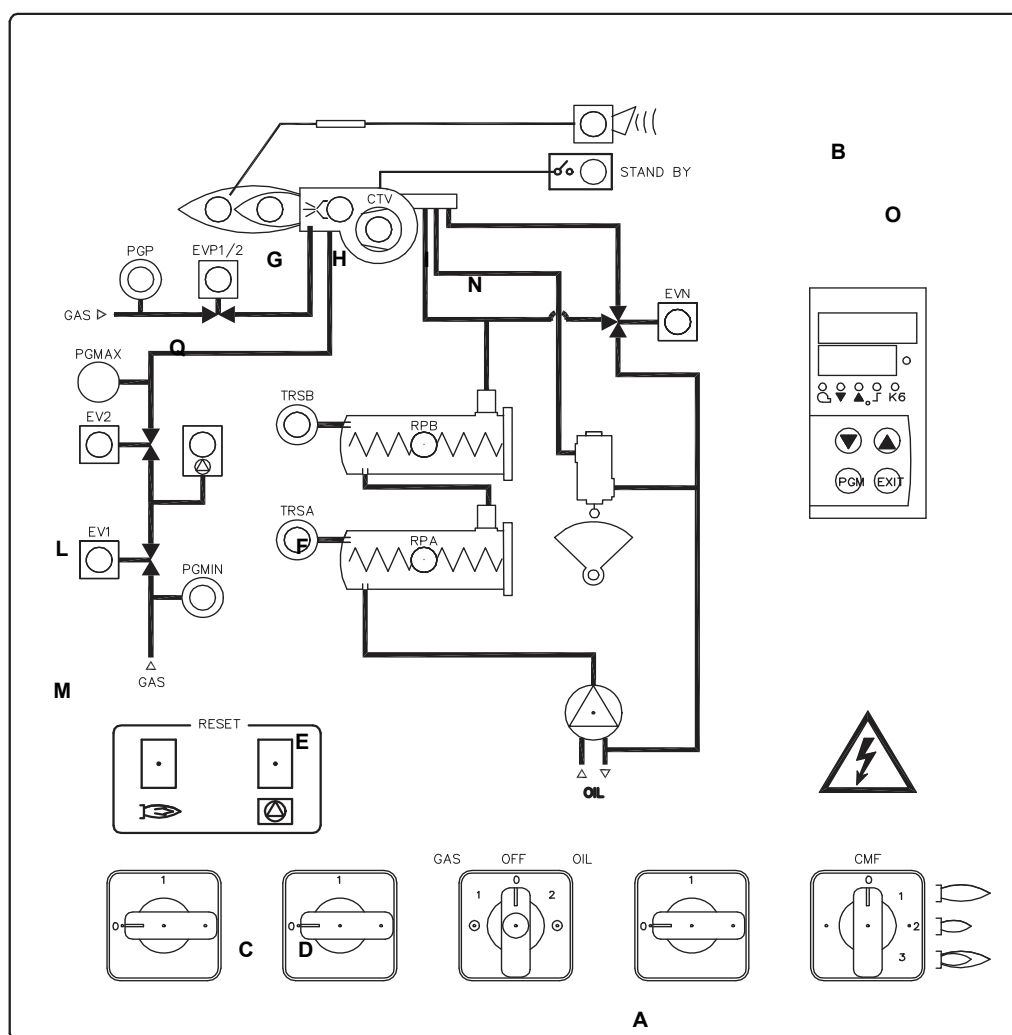 B
STAND BY
CTV
O
PGP
EVP1/2
G
H
I
N
EVN
GAS
Q
PGMAX
TRSB
K6
EV2
RPB
PGM
EXIT
TRSA
EV1
L
F
RPA
PGMIN
GAS
M
RESET
E
OIL
GAS
OFF
OIL
CMF
1
0
1
0
0
1
2
1
0
0
1
2
3
C
D
A